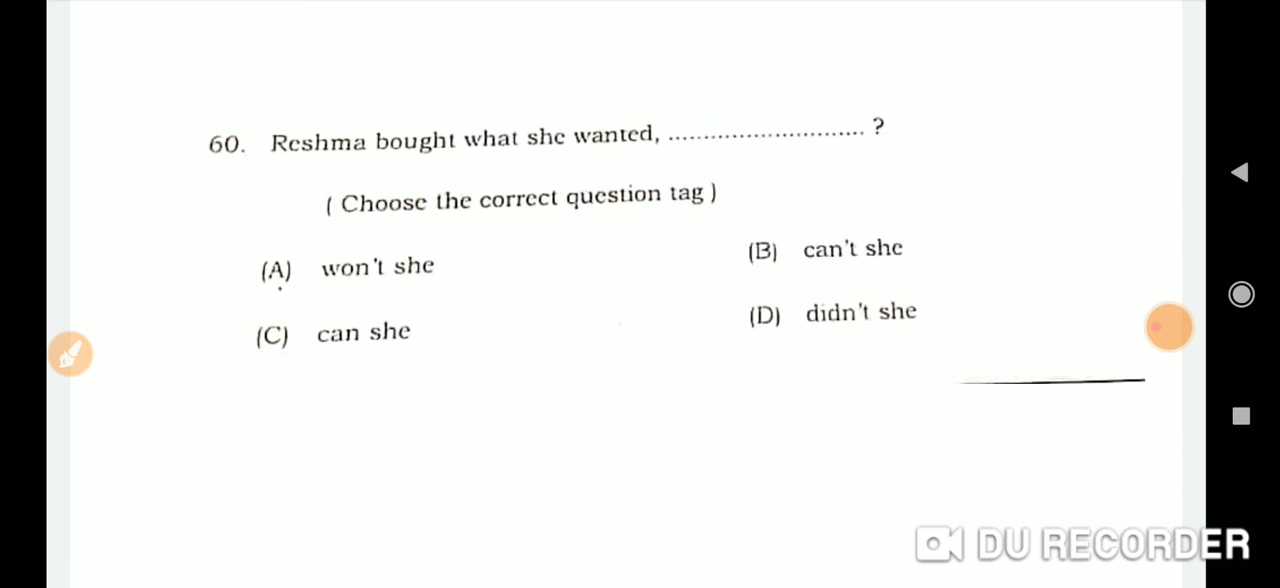 60. Reshma bought what she wanted, ............................ ?
( Choose the correct question tag )
(A) won't she
(B) can't she
(C) can she
(D) didn't she
DU RECORDER